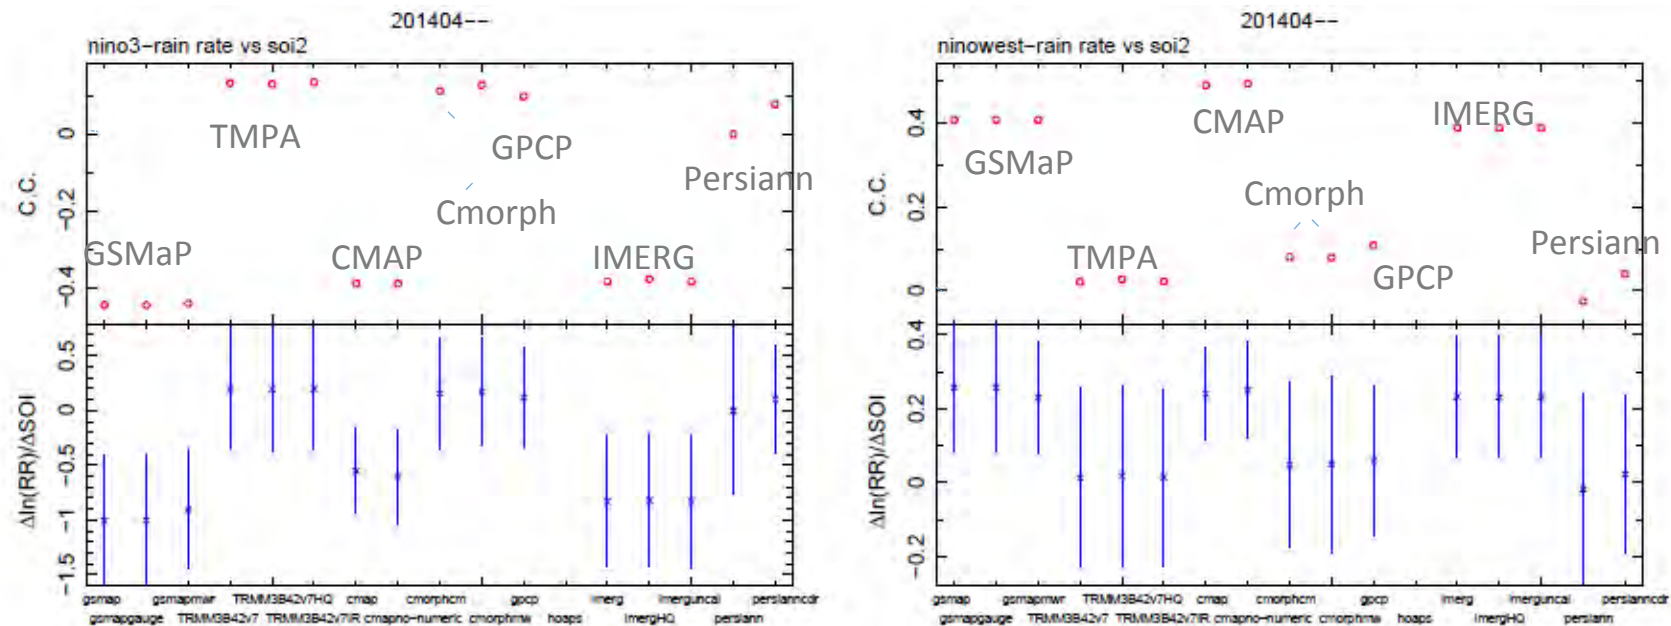 201404--
nino3-rain rate vs soi2
C.C.
0
-0.2
-0.4
TMPA
GPCP
Persiann
Cmorph
GSMaP
CMAP
IMERG
Δln(RR)/ΔSOI
0.5
0
-0.5
-1
-1.5
gsmap gsmapmwr TRMM3B42v7HQ cmap cmorphcm gpcp imerg imerguncal persianncdr
gsmapgauge TRMM3B42v7 TRMM3B42v7IR cmapno-numeric cmorphmw hoaps imergHQ persiann
201404--
ninowest-rain rate vs soi2
C.C.
0.4
0.2
0
CMAP
IMERG
GSMaP
Cmorph
TMPA
GPCP
Persiann
Δln(RR)/ΔSOI
0.4
0.2
0
-0.2
gsmap gsmapmwr TRMM3B42v7HQ cmap cmorphcm gpcp imerg imerguncal persianncdr
gsmapgauge TRMM3B42v7 TRMM3B42v7IR cmapno-numeric cmorphmw hoaps imergHQ persiann